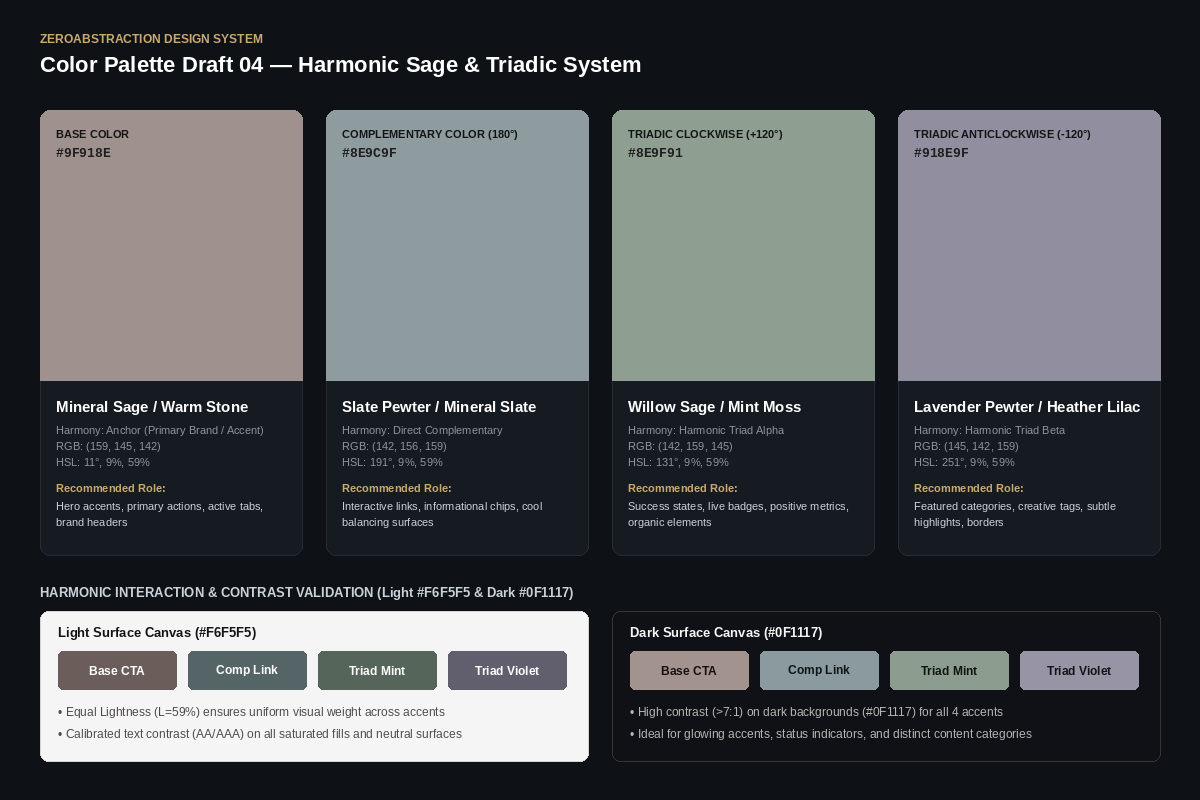 ZEROABSTRACTION DESIGN SYSTEM
Color Palette Draft 04 — Harmonic Sage & Triadic System
BASE COLOR
#9F918E
Mineral Sage / Warm Stone
Harmony: Anchor (Primary Brand / Accent)
RGB: (159, 145, 142)
HSL: 11°, 9%, 59%
Recommended Role:
Hero accents, primary actions, active tabs,
brand headers
COMPLEMENTARY COLOR (180°)
#8E9C9F
Slate Pewter / Mineral Slate
Harmony: Direct Complementary
RGB: (142, 156, 159)
HSL: 191°, 9%, 59%
Recommended Role:
Interactive links, informational chips, cool
balancing surfaces
TRIADIC CLOCKWISE (+120°)
#8E9F91
Willow Sage / Mint Moss
Harmony: Harmonic Triad Alpha
RGB: (142, 159, 145)
HSL: 131°, 9%, 59%
Recommended Role:
Success states, live badges, positive metrics,
organic elements
TRIADIC ANTICLOCKWISE (-120°)
#918E9F
Lavender Pewter / Heather Lilac
Harmony: Harmonic Triad Beta
RGB: (145, 142, 159)
HSL: 251°, 9%, 59%
Recommended Role:
Featured categories, creative tags, subtle
highlights, borders
HARMONIC INTERACTION & CONTRAST VALIDATION (Light #F6F5F5 & Dark #0F1117)
Light Surface Canvas (#F6F5F5)
Base CTA
Comp Link
Triad Mint
Triad Violet
• Equal Lightness (L=59%) ensures uniform visual weight across accents
• Calibrated text contrast (AA/AAA) on all saturated fills and neutral surfaces
Dark Surface Canvas (#0F1117)
Base CTA
Comp Link
Triad Mint
Triad Violet
• High contrast (>7:1) on dark backgrounds (#0F1117) for all 4 accents
• Ideal for glowing accents, status indicators, and distinct content categories